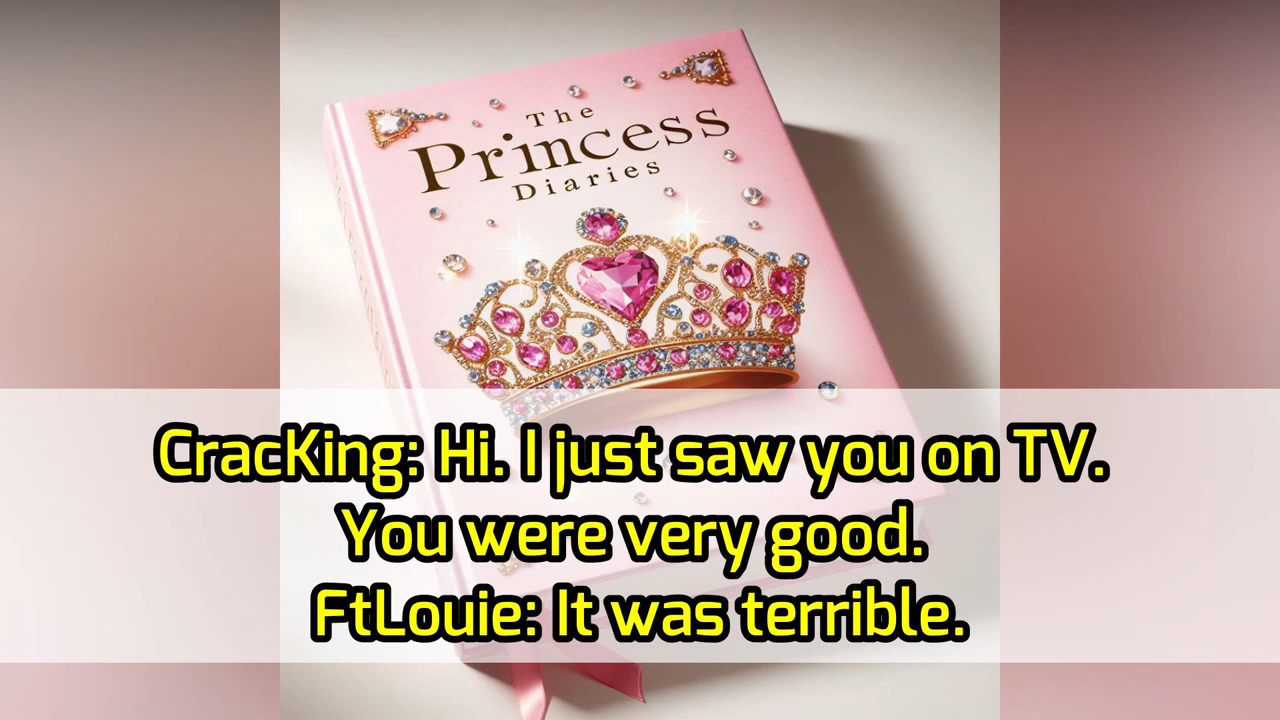 The
Princess
Diaries
CracKing: Hi. I just saw you on TV.
You were very good.
FtLouie: It was terrible.